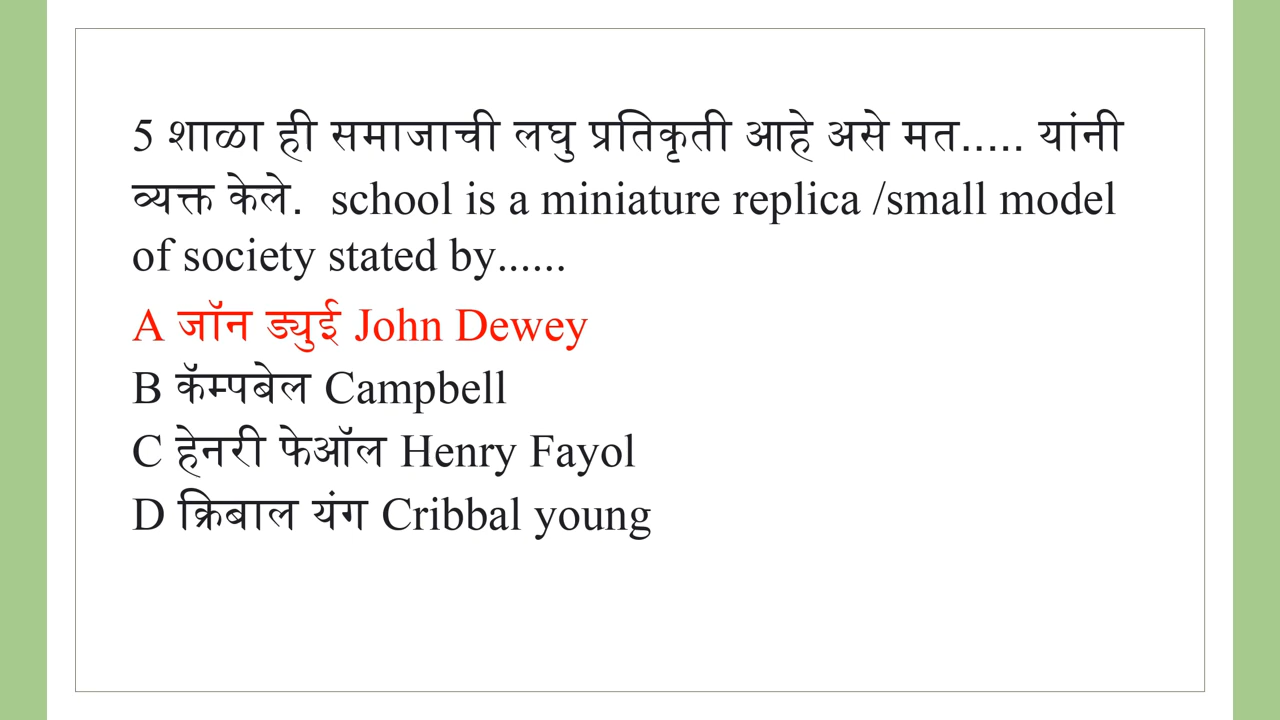 5 शाळा ही समाजाची लघु प्रतिकृती आहे असे मत..... यांनी
व्यक्त केले. school is a miniature replica /small model
of society stated by......
A जॉन ड्युई John Dewey
B कॅम्पबेल Campbell
C हेनरी फेऑल Henry Fayol
D क्रिबाल यंग Cribbal young